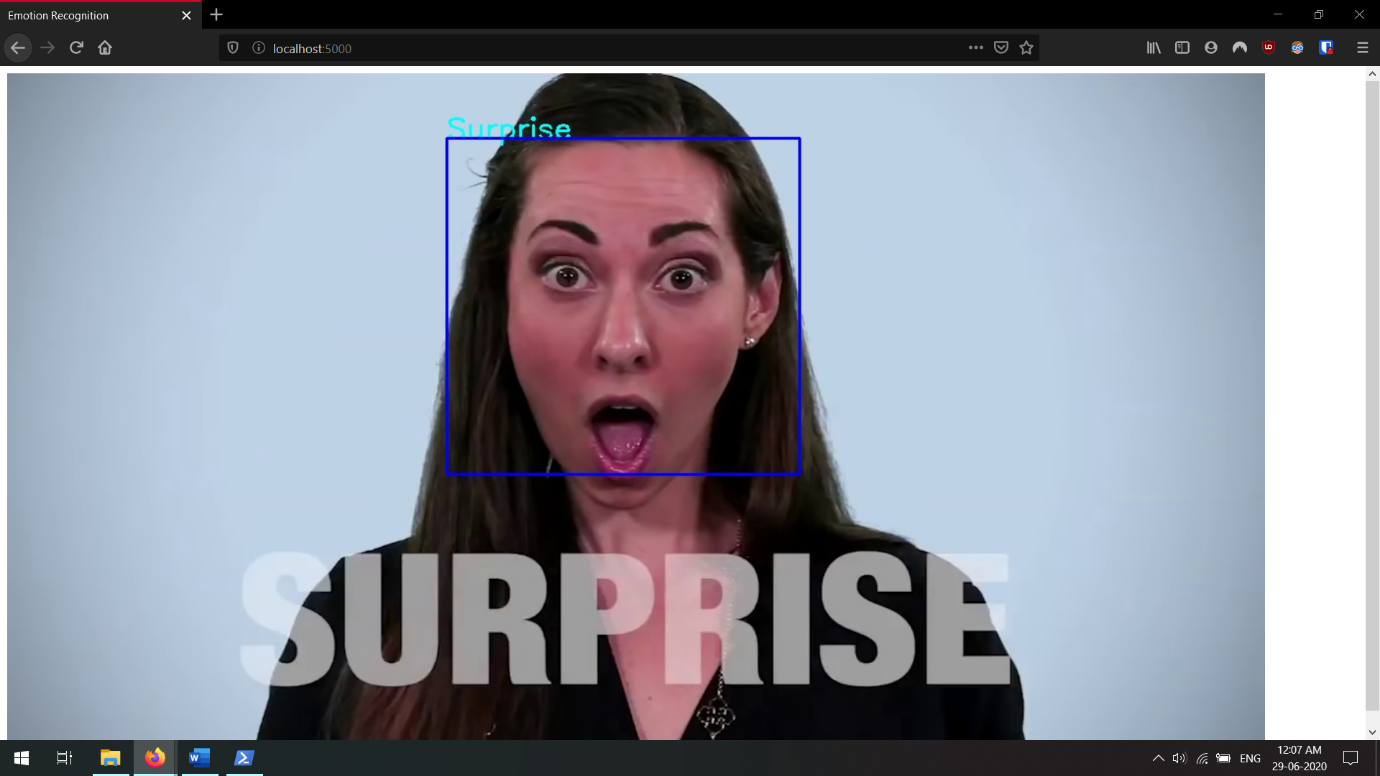 Emotion Recognition
localhost:5000
Surprise
SURPRISE
ENG
12:07 AM
29-06-2020